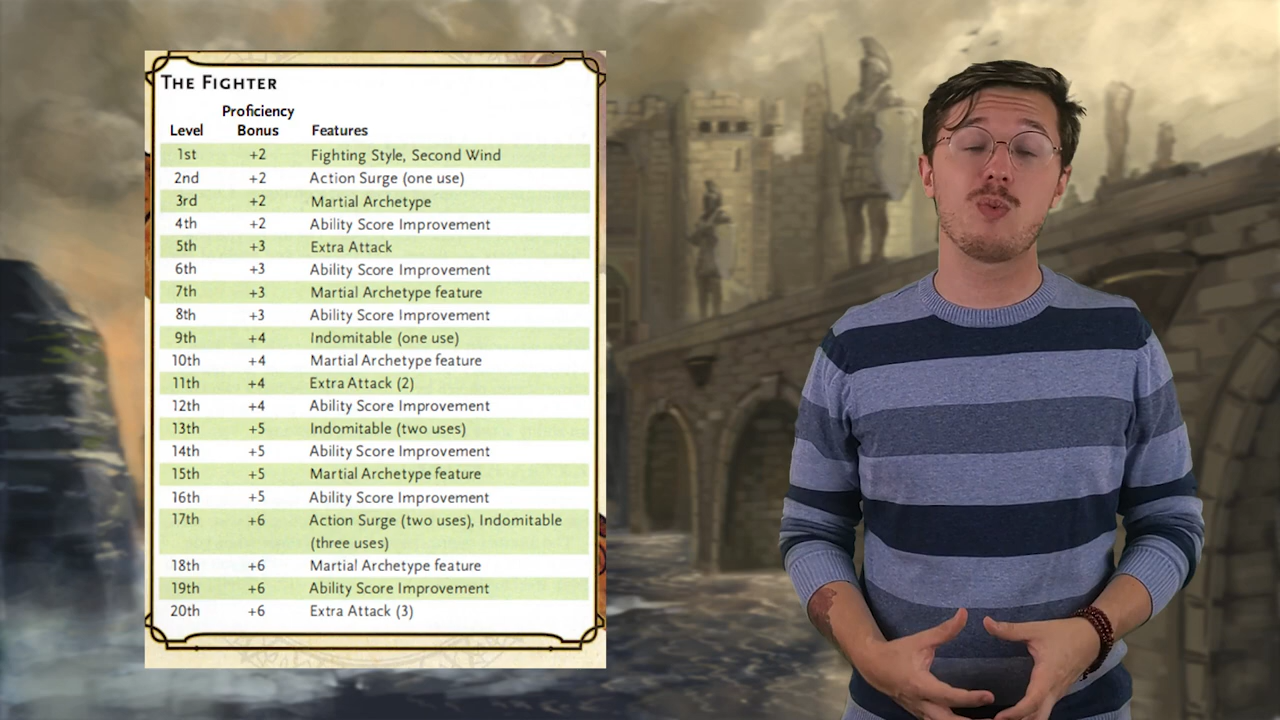 The Fighter
Proficiency
Level Bonus Features
1st +2 Fighting Style, Second Wind
2nd +2 Action Surge (one use)
3rd +2 Martial Archetype
4th +2 Ability Score Improvement
5th +3 Extra Attack
6th +3 Ability Score Improvement
7th +3 Martial Archetype feature
8th +3 Ability Score Improvement
9th +4 Indomitable (one use)
10th +4 Martial Archetype feature
11th +4 Extra Attack (2)
12th +4 Ability Score Improvement
13th +5 Indomitable (two uses)
14th +5 Ability Score Improvement
15th +5 Martial Archetype feature
16th +5 Ability Score Improvement
17th +6 Action Surge (two uses), Indomitable
(three uses)
18th +6 Martial Archetype feature
19th +6 Ability Score Improvement
20th +6 Extra Attack (3)